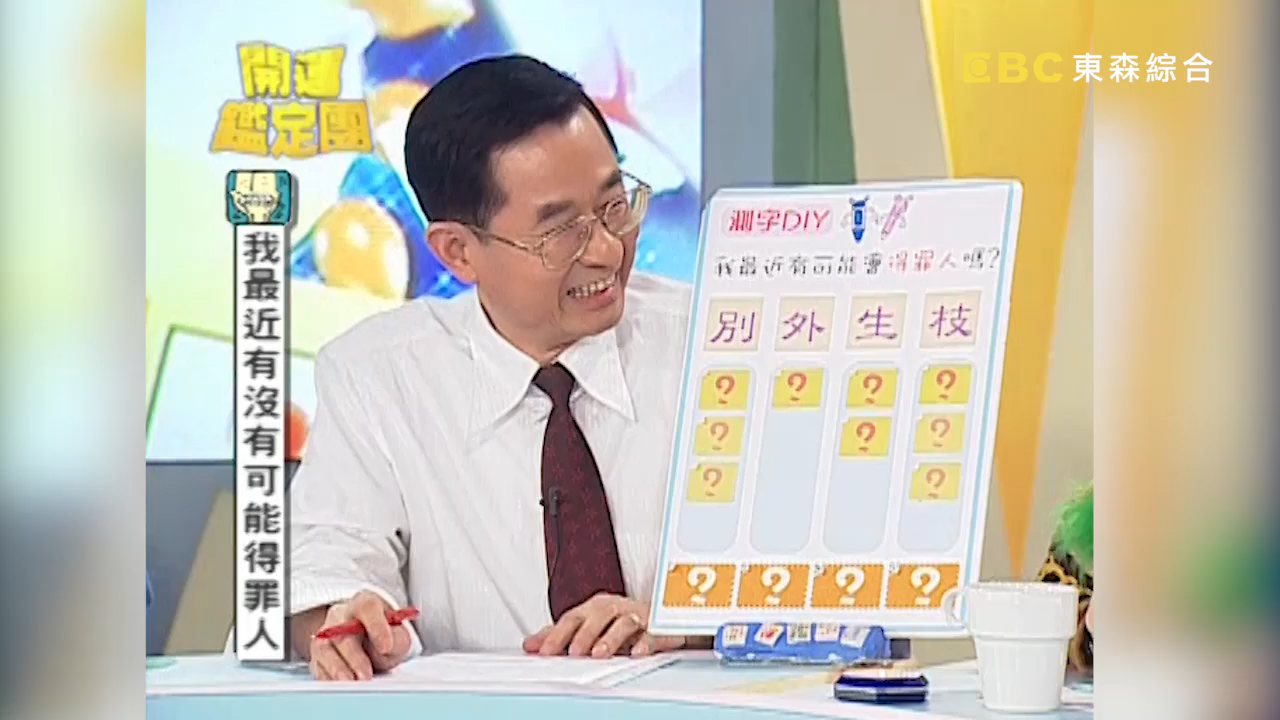 開運
鑑定團
EBC 東森綜合
我最近有沒有可能得罪人
測字DIY
我最近有可能會得罪人嗎?
別 外 生 枝
? ? ? ?
? ? ?
? ?
? ? ? ?